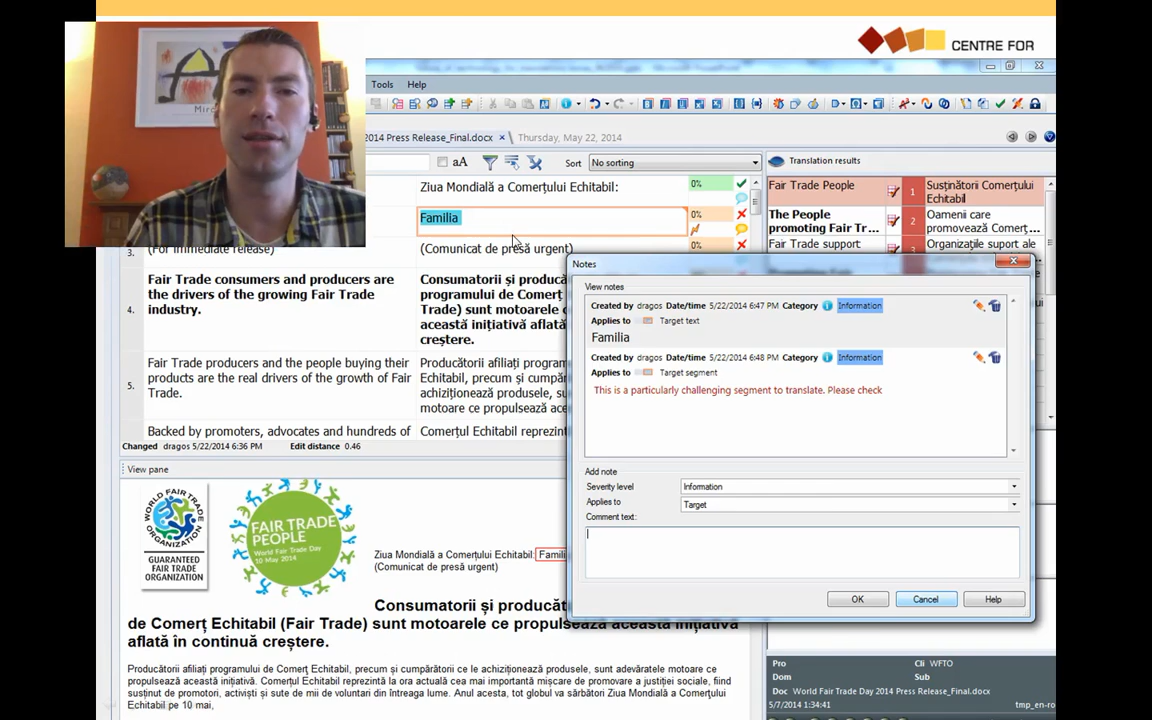 CENTRE FOR
Tools Help
2014 Press Release_Final.docx × Thursday, May 22, 2014
aA Sort No sorting Translation results
Ziua Mondială a Comerțului Echitabil: 0%
Familia 0%
3. (For immediate release) (Comunicat de presă urgent) 0%
4. Fair Trade consumers and producers are
the drivers of the growing Fair Trade
industry.
Consumatorii și producă
programului de Comerț
Trade) sunt motoarele
această inițiativă aflată
creștere.
5. Fair Trade producers and the people buying their
products are the real drivers of the growth of Fair
Trade.
Producătorii afiliați program
Echitabil, precum și cumpără
achiziționează produsele, su
motoare ce propulsează ace
Backed by promoters, advocates and hundreds of Comerțul Echitabil reprezint
Changed dragos 5/22/2014 6:36 PM Edit distance 0.46
Fair Trade People 1 Susținătorii Comerțului
Echitabil
The People
promoting Fair Tr... 2 Oamenii care
promovează
Fair Trade support 3 Organizațiile suport ale
Notes
View notes
Created by dragos Date/time 5/22/2014 6:47 PM Category Information
Applies to Target text
Familia
Created by dragos Date/time 5/22/2014 6:48 PM Category Information
Applies to Target segment
This is a particularly challenging segment to translate. Please check
Add note
Severity level Information
Applies to Target
Comment text:
OK Cancel Help
View pane
WORLD FAIR TRADE
ORGANIZATION
GUARANTEED
FAIR TRADE
ORGANIZATION
FAIR TRADE
PEOPLE
World Fair Trade Day
10 May 2014
Ziua Mondială a Comerțului Echitabil: Famili
(Comunicat de presă urgent)
Consumatorii și producăt
de Comerț Echitabil (Fair Trade) sunt motoarele ce propulsează această inițiativă
aflată în continuă creștere.
Producătorii afiliați programului de Comerț Echitabil, precum și cumpărătorii ce le achiziționează produsele, sunt adevăratele motoare ce
propulsează această inițiativă. Comerțul Echitabil reprezintă la ora actuală cea mai importantă mișcare de promovare a justiției sociale, fiind
susținut de promotori, activiști și sute de mii de voluntari din întreaga lume. Anul acesta, tot globul va sărbători Ziua Mondială a Comerțului
Echitabil pe 10 mai,
Pro Cli WFTO
Dom Sub
Doc World Fair Trade Day 2014 Press Release_Final.docx
5/7/2014 1:34:41 tmp_en-ro